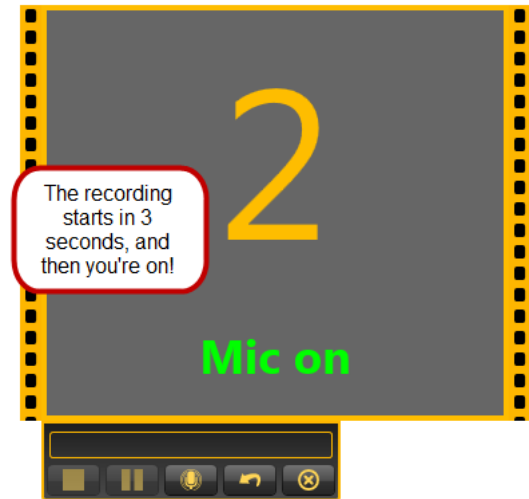 2
The recording
starts in 3
seconds, and
then you're on!
Mic on